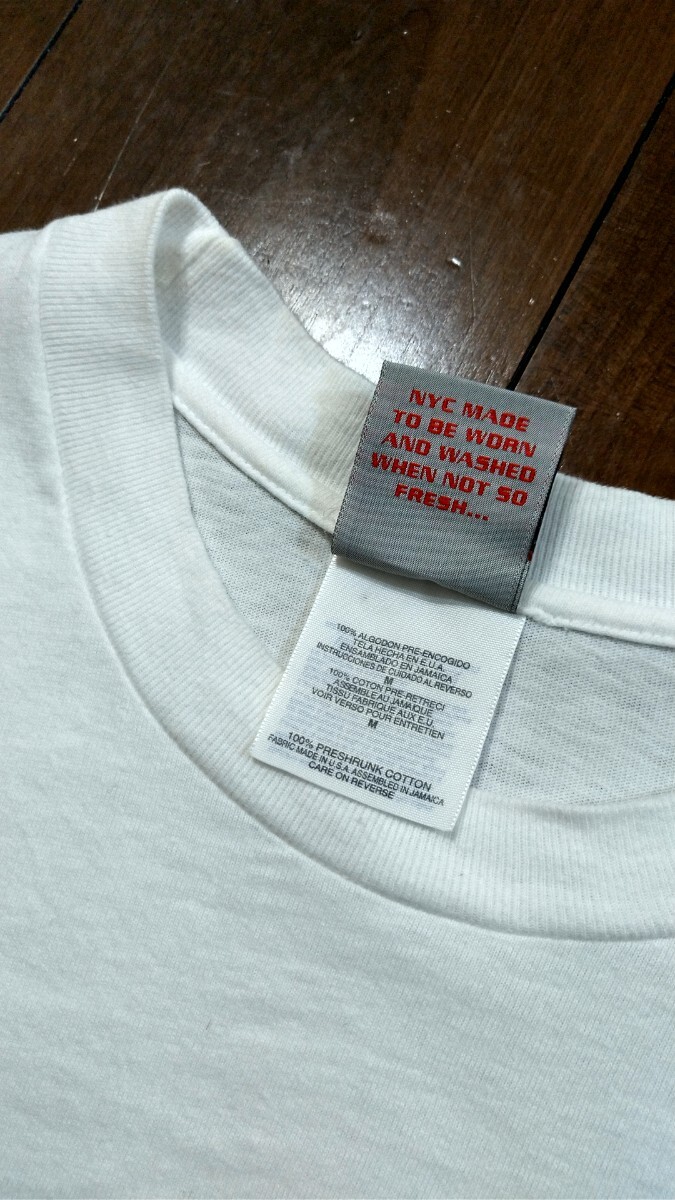 NYC MADE
TO BE WORN
AND WASHED
WHEN NOT SO
FRESH...
100% ALGODON PRE-ENCOGIDO
TELA HECHA EN E.U.A.
ENSAMBLADO EN JAMAICA
INSTRUCCIONES DE CUIDADO AL REVERSO
M
100% COTON PRE-RETRECI
ASSEMBLE AU JAMAIQUE
TISSU FABRIQUE AUX E.U.
VOIR VERSO POUR ENTRETIEN
M
100% PRESHRUNK COTTON
FABRIC MADE IN U.S.A. ASSEMBLED IN JAMAICA
CARE ON REVERSE